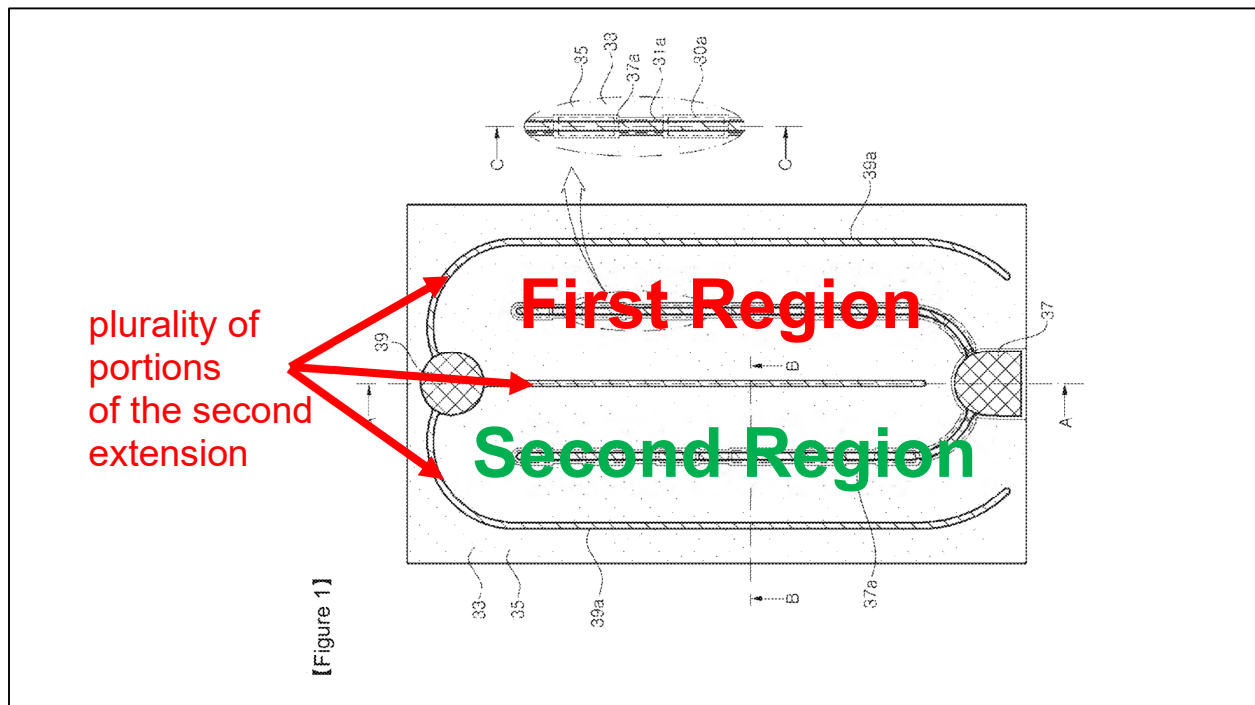 35
33
37a
31a
30a
C
C
39a
First Region
37
plurality of
portions
of the second
extension
39
B
A
Second Region
33
35
39a
B
37a
【Figure 1】